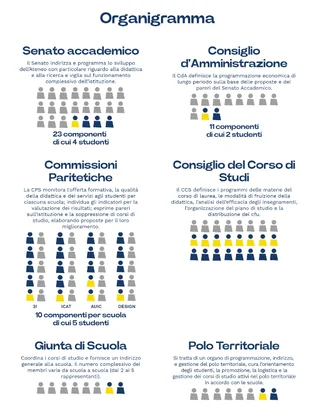 Organigramma
Senato accademico
Il Senato indirizza e programma lo sviluppo
dell'Ateneo con particolare riguardo alla didattica
e alla ricerca e vigila sul funzionamento
complessivo dell'istituzione.
23 componenti
di cui 4 studenti
Consiglio
d'Amministrazione
Il CdA definisce la programmazione economica di
lungo periodo sulla base delle proposte e dei
pareri del Senato Accademico.
11 componenti
di cui 2 studenti
Commissioni
Paritetiche
La CPS monitora l'offerta formativa, la qualità
della didattica e dei servizi agli studenti per
ciascuna scuola; individua gli indicatori per la
valutazione dei risultati; esprime pareri
sull'istituzione e la soppressione di corsi di
studio, elaborando proposte per il loro
miglioramento.
3I
ICAT
AUIC
DESIGN
10 componenti per scuola
di cui 5 studenti
Consiglio del Corso di
Studi
Il CCS definisce i programmi delle materie del
corso di laurea, le modalità di fruizione della
didattica, l'analisi dell'efficacia degli insegnamenti,
l'organizzazione del piano di studio e la
distribuzione dei cfu.
Giunta di Scuola
Coordina i corsi di studio e fornisce un indirizzo
generale alla scuola. Il numero complessivo dei
membri varia da scuola a scuola (dai 2 ai 5
rappresentanti).
Polo Territoriale
Si tratta di un organo di programmazione, indirizzo,
e gestione del polo territoriale, cura l'orientamento
degli studenti, la promozione, la logistica e la
gestione dei corsi di studio attivi nel polo territoriale
in accordo con le scuole.